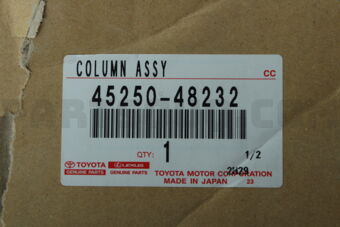 COLUMN ASSY
CC
45250-48232
QTY: 1
1/2
TOYOTA LEXUS
GENUINE PARTS GENUINE PARTS
TOYOTA MOTOR CORPORATION
MADE IN JAPAN 23